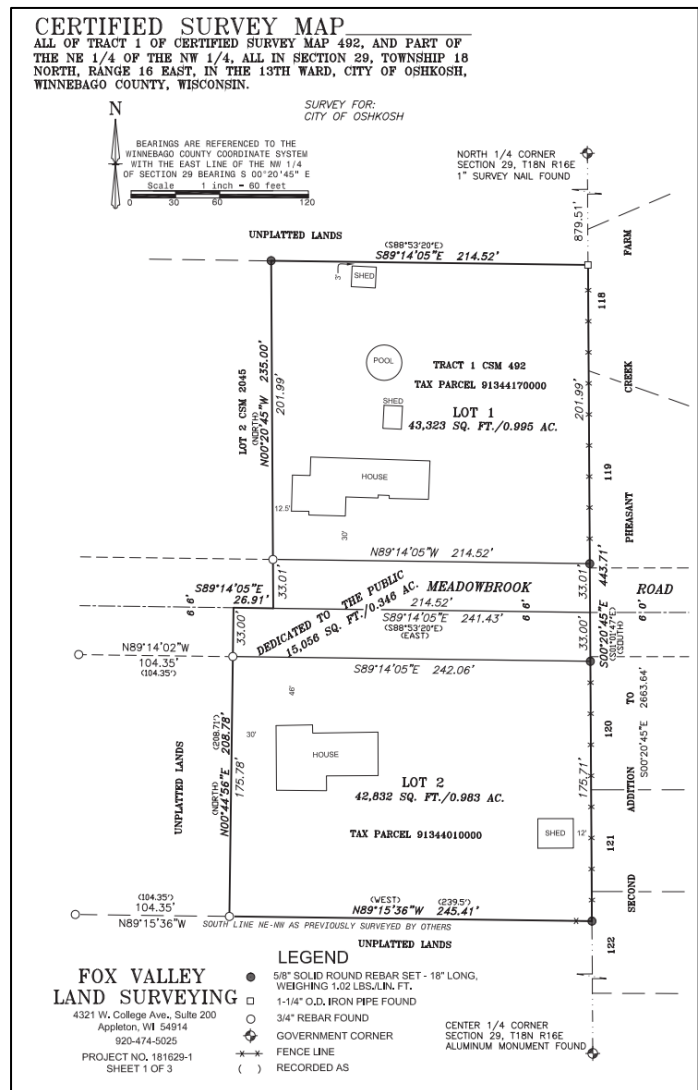 CERTIFIED SURVEY MAP
ALL OF TRACT 1 OF CERTIFIED SURVEY MAP 492, AND PART OF
THE NE 1/4 OF THE NW 1/4, ALL IN SECTION 29, TOWNSHIP 18
NORTH, RANGE 16 EAST, IN THE 13TH WARD, CITY OF OSHKOSH,
WINNEBAGO COUNTY, WISCONSIN.
SURVEY FOR:
CITY OF OSHKOSH
N
BEARINGS ARE REFERENCED TO THE
WINNEBAGO COUNTY COORDINATE SYSTEM
WITH THE EAST LINE OF THE NW 1/4
OF SECTION 29 BEARING S 00°20'45" E
Scale 1 inch = 60 feet
0 30 60 120
NORTH 1/4 CORNER
SECTION 29, T18N R16E
1" SURVEY NAIL FOUND
879.51'
UNPLATTED LANDS
(S88°53'20"E)
S89°14'05"E 214.52'
3'
SHED
FARM
118
POOL
TRACT 1 CSM 492
TAX PARCEL 91344170000
CREEK
SHED
LOT 1
43,323 SQ. FT./0.995 AC.
LOT 2 CSM 2045
(NORTH)
N00°20'45"W 235.00'
201.99'
201.99'
119
HOUSE
12.5'
30'
PHEASANT
N89°14'05"W 214.52'
S89°14'05"E
26.91'
33.01'
DEDICATED TO THE PUBLIC
15,056 SQ. FT./0.346 AC.
MEADOWBROOK
ROAD
33.01'
443.71'
6 6'
214.52'
6 6'
6 0'
S89°14'05"E 241.43'
(S88°53'20"E)
(EAST)
33.00'
33.00'
S00°20'45"E
(S01°01'47"E)
(SOUTH)
N89°14'02"W
104.35'
(104.35')
S89°14'05"E 242.06'
46'
30'
HOUSE
UNPLATTED LANDS
(NORTH) (208.71')
N00°44'56"E 208.78'
175.78'
LOT 2
42,832 SQ. FT./0.983 AC.
TAX PARCEL 91344010000
SHED
12'
175.71'
120
TO
S00°20'45"E 2663.64'
ADDITION
121
SECOND
122
(104.35')
104.35'
N89°15'36"W
(WEST) (239.5')
N89°15'36"W 245.41'
SOUTH LINE NE-NW AS PREVIOUSLY SURVEYED BY OTHERS
UNPLATTED LANDS
LEGEND
5/8" SOLID ROUND REBAR SET - 18" LONG,
WEIGHING 1.02 LBS./LIN. FT.
1-1/4" O.D. IRON PIPE FOUND
3/4" REBAR FOUND
GOVERNMENT CORNER
FENCE LINE
( ) RECORDED AS
FOX VALLEY
LAND SURVEYING
4321 W. College Ave., Suite 200
Appleton, WI 54914
920-474-5025
PROJECT NO. 181629-1
SHEET 1 OF 3
CENTER 1/4 CORNER
SECTION 29, T18N R16E
ALUMINUM MONUMENT FOUND